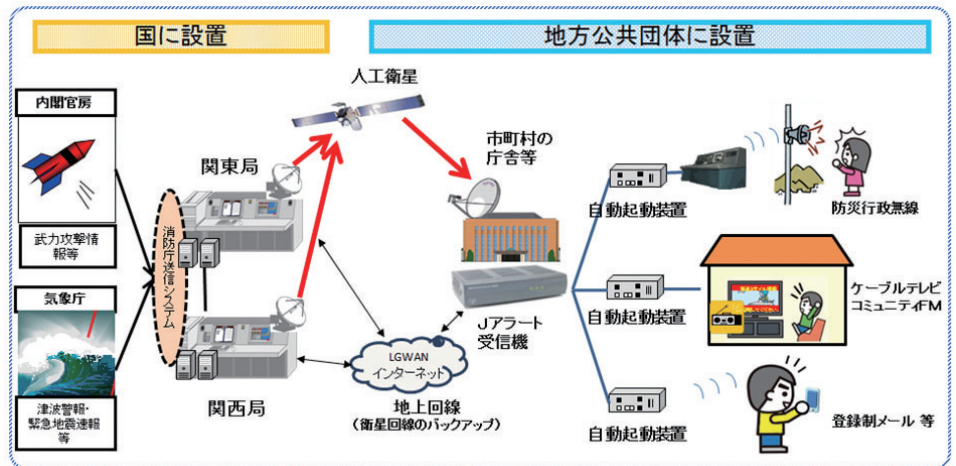 国に設置
地方公共団体に設置
人工衛星
内閣官房
武力攻撃情
報等
気象庁
津波警報・
緊急地震速報
等
消防庁送信システム
関東局
関西局
市町村の
庁舎等
Jアラート
受信機
LGWAN
インターネット
地上回線
(衛星回線のバックアップ)
自動起動装置
防災行政無線
自動起動装置
ケーブルテレビ
コミュニティFM
自動起動装置
登録制メール 等